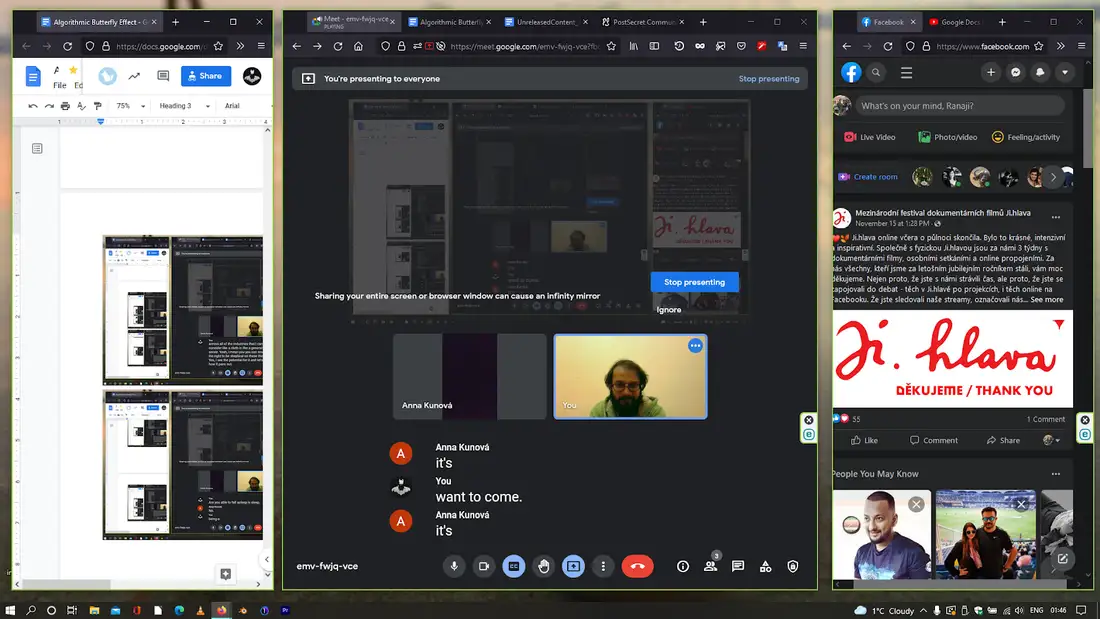 Algorithmic Butterfly Effect - G
https://docs.google.com
File
Ed
Share
75%
Heading 3
Arial
Meet - emv-fwjq-vce
PLAYING
Algorithmic Butterfly
UnreleasedContent_
PostSecret.Commun
https://meet.google.com/emv-fwjq-vce?
You're presenting to everyone
Stop presenting
Sharing your entire screen or browser window can cause an infinity mirror
Stop presenting
Ignore
Anna Kunová
You
Anna Kunová
it's
You
want to come.
Anna Kunová
it's
emv-fwjq-vce
3
Facebook
Google Docs
https://www.facebook.com
What's on your mind, Ranaji?
Live Video
Photo/video
Feeling/activity
Create room
Mezinárodní festival dokumentárních filmů Ji.hlava
November 15 at 1:28 PM
Ji.hlava online včera o půlnoci skončila. Bylo to krásné, intenzivní
a inspirativní. Společně s fyzickou Ji.hlavou jsou za námi 3 týdny s
dokumentárními filmy, osobními setkáními a online propojeními. Za
nás všechny, kteří jsme za letošním jubilejním ročníkem stáli, vám moc
děkujeme. Nejen proto, že jste s námi strávili čas, ale proto, že jste se
zapojovali do debat - těch v Ji.hlavě po projekcích, i těch online na
Facebooku. Že jste sledovali naše streamy, označovali nás... See more
Ji. hlava
DĚKUJEME / THANK YOU
55
1 Comment
Like
Comment
Share
People You May Know
1°C Cloudy
ENG
01:46